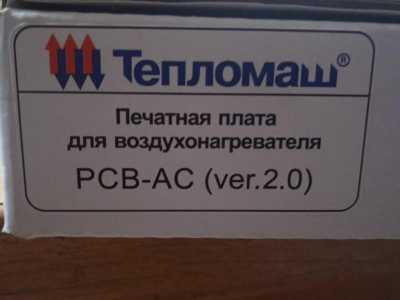 Тепломаш®
Печатная плата
для воздухонагревателя
PCB-AC (ver.2.0)